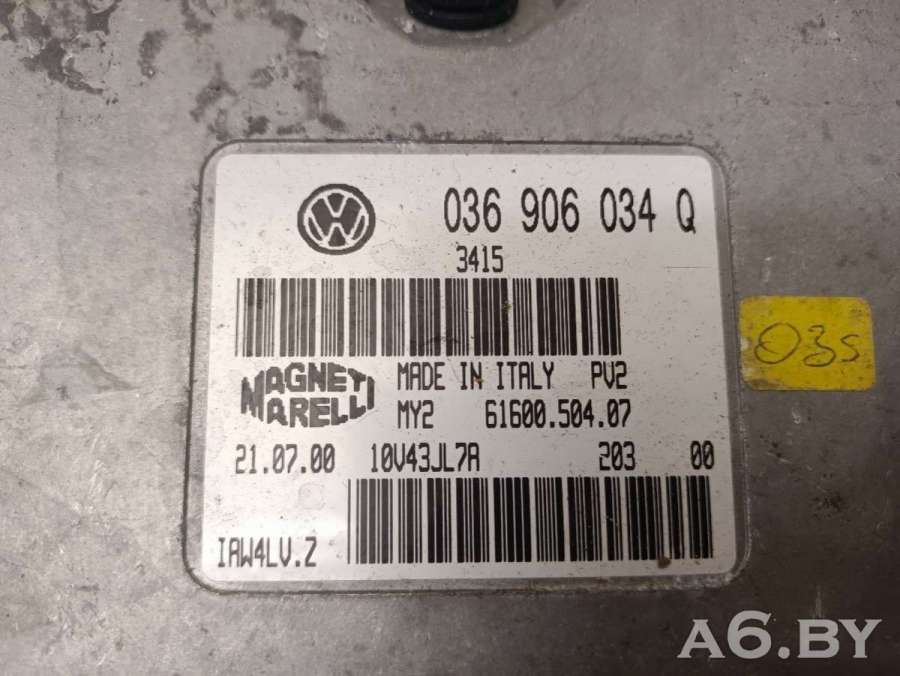 036 906 034 Q
3415
MAGNETI MARELLI
MADE IN ITALY PV2
MY2 61600.504.07
21.07.00 10V43JL7A 203 00
IAW4LV.Z
03s
A6.BY